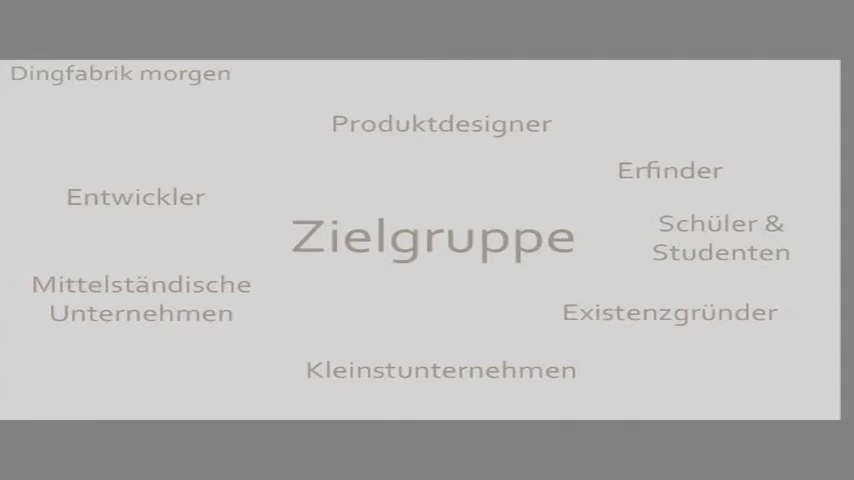 Dingfabrik morgen
Produktdesigner
Erfinder
Entwickler
Schüler &
Studenten
Zielgruppe
Mittelständische
Unternehmen
Existenzgründer
Kleinstunternehmen